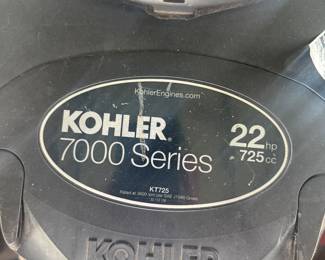 KohlerEngines.com
KOHLER®
7000 Series
22 hp
725 cc
KT725
KOHLER